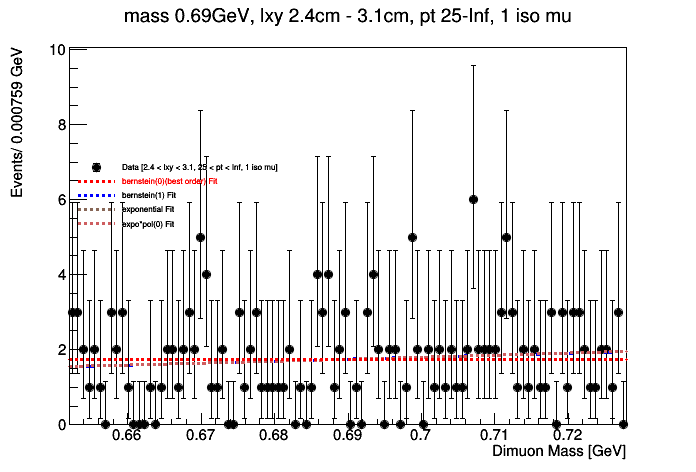 mass 0.69GeV, lxy 2.4cm - 3.1cm, pt 25-Inf, 1 iso mu
Events/ 0.000759 GeV
10
8
6
4
2
0
Data [2.4 < lxy < 3.1, 25 < pt < Inf, 1 iso mu]
bernstein(0)(best order) Fit
bernstein(1) Fit
exponential Fit
expo*pol(0) Fit
0.66 0.67 0.68 0.69 0.7 0.71 0.72
Dimuon Mass [GeV]